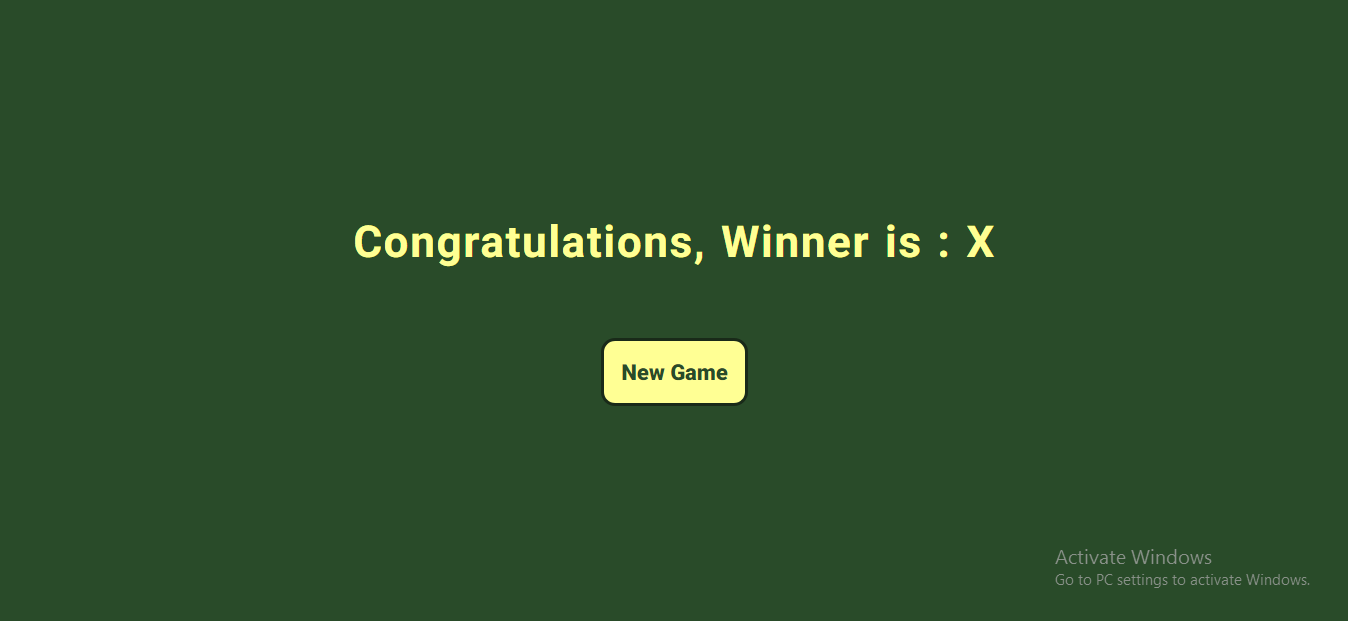 Congratulations, Winner is : X
New Game
Activate Windows
Go to PC settings to activate Windows.